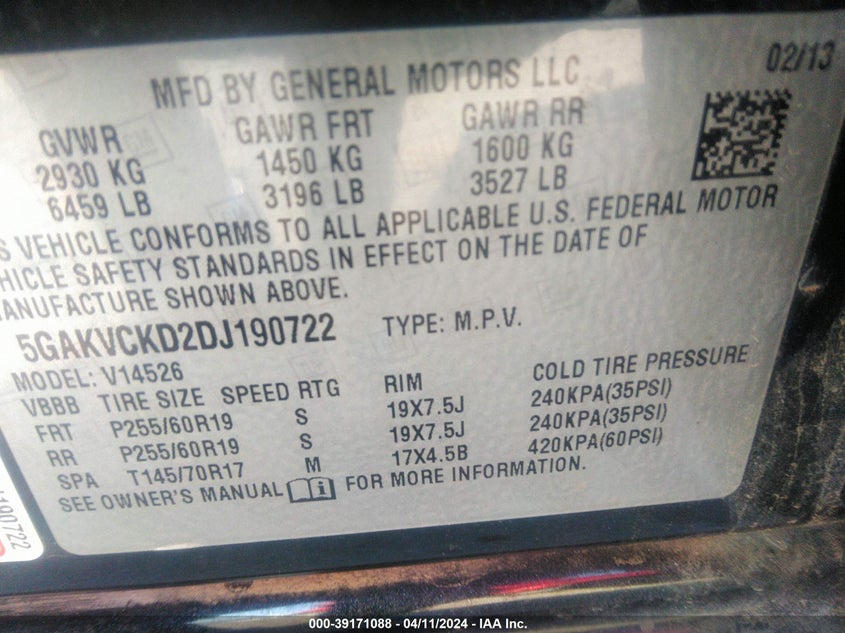 02/13
MFD BY GENERAL MOTORS LLC
GVWR GAWR FRT GAWR RR
2930 KG 1450 KG 1600 KG
6459 LB 3196 LB 3527 LB
S VEHICLE CONFORMS TO ALL APPLICABLE U.S. FEDERAL MOTOR
HICLE SAFETY STANDARDS IN EFFECT ON THE DATE OF
ANUFACTURE SHOWN ABOVE.
5GAKVCKD2DJ190722 TYPE: M.P.V.
MODEL: V14526
VBBB TIRE SIZE SPEED RTG RIM COLD TIRE PRESSURE
FRT P255/60R19 S 19X7.5J 240KPA(35PSI)
RR P255/60R19 S 19X7.5J 240KPA(35PSI)
SPA T145/70R17 M 17X4.5B 420KPA(60PSI)
SEE OWNER'S MANUAL FOR MORE INFORMATION.
190722
000-39171088 - 04/11/2024 - IAA Inc.